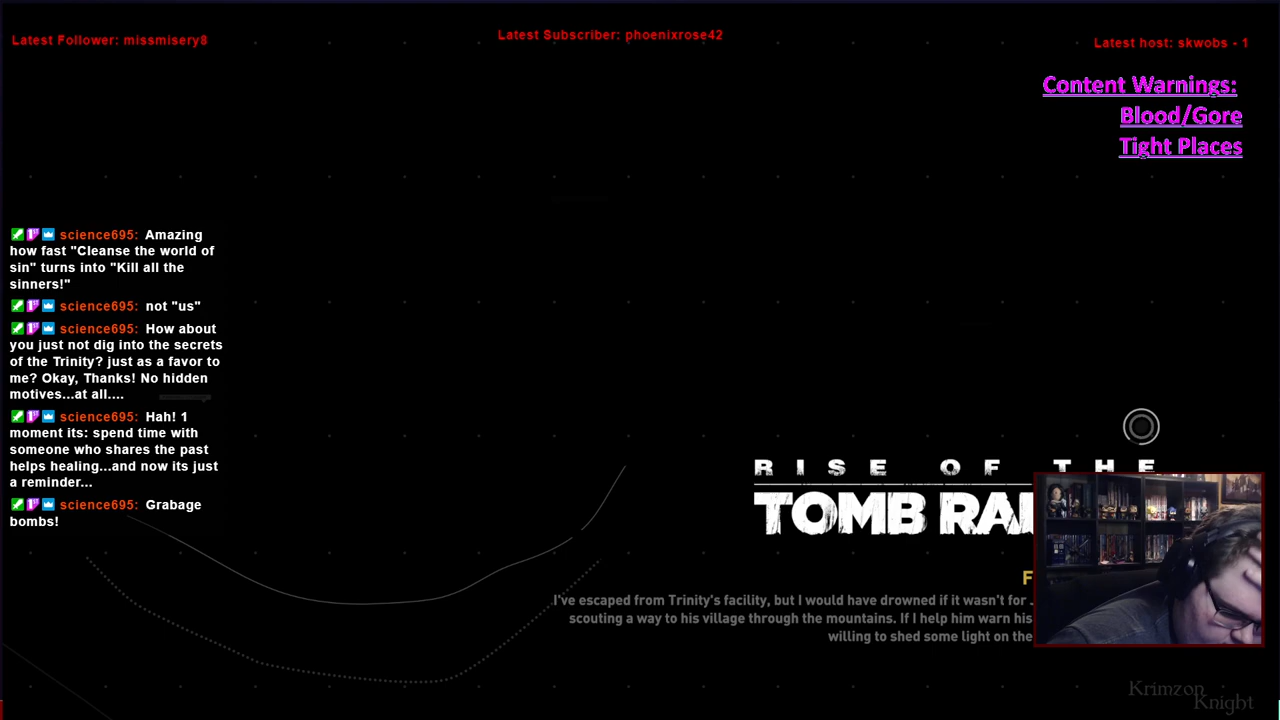 Latest Follower: missmisery8
Latest Subscriber: phoenixrose42
Latest host: skwobs - 1
Content Warnings:
Blood/Gore
Tight Places
science695: Amazing
how fast "Cleanse the world of
sin" turns into "Kill all the
sinners!"
science695: not "us"
science695: How about
you just not dig into the secrets
of the Trinity? just as a favor to
me? Okay, Thanks! No hidden
motives...at all....
science695: Hah! 1
moment its: spend time with
someone who shares the past
helps healing...and now its just
a reminder...
science695: Grabage
bombs!
RISE OF THE
TOMB RAI
F
I've escaped from Trinity's facility, but I would have drowned if it wasn't for
scouting a way to his village through the mountains. If I help him warn his
willing to shed some light on the
Krimzon
Knight